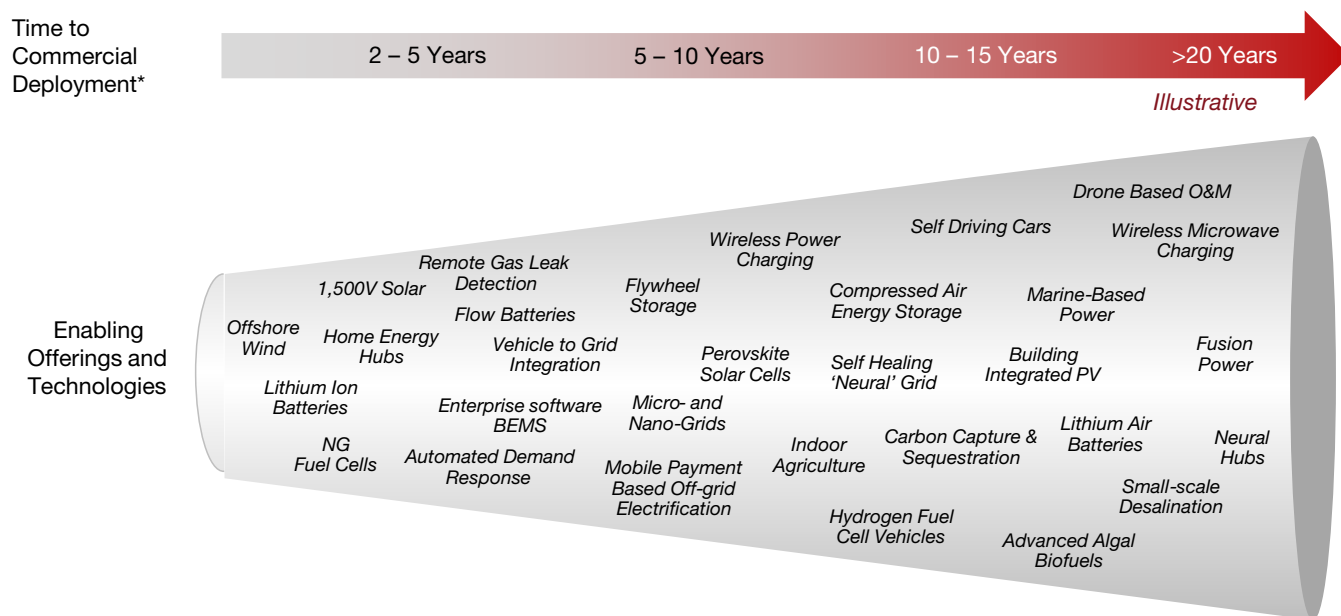 Time to
Commercial
Deployment*
2 – 5 Years
5 – 10 Years
10 – 15 Years
>20 Years
Illustrative
Enabling
Offerings and
Technologies
Drone Based O&M
Self Driving Cars
Wireless Microwave
Charging
Wireless Power
Charging
Remote Gas Leak
Detection
1,500V Solar
Flywheel
Storage
Compressed Air
Energy Storage
Marine-Based
Power
Flow Batteries
Offshore
Wind
Home Energy
Hubs
Vehicle to Grid
Integration
Perovskite
Solar Cells
Self Healing
‘Neural’ Grid
Building
Integrated PV
Fusion
Power
Lithium Ion
Batteries
Enterprise software
BEMS
Micro- and
Nano-Grids
Indoor
Agriculture
Carbon Capture &
Sequestration
Lithium Air
Batteries
Neural
Hubs
NG
Fuel Cells
Automated Demand
Response
Mobile Payment
Based Off-grid
Electrification
Small-scale
Desalination
Hydrogen Fuel
Cell Vehicles
Advanced Algal
Biofuels